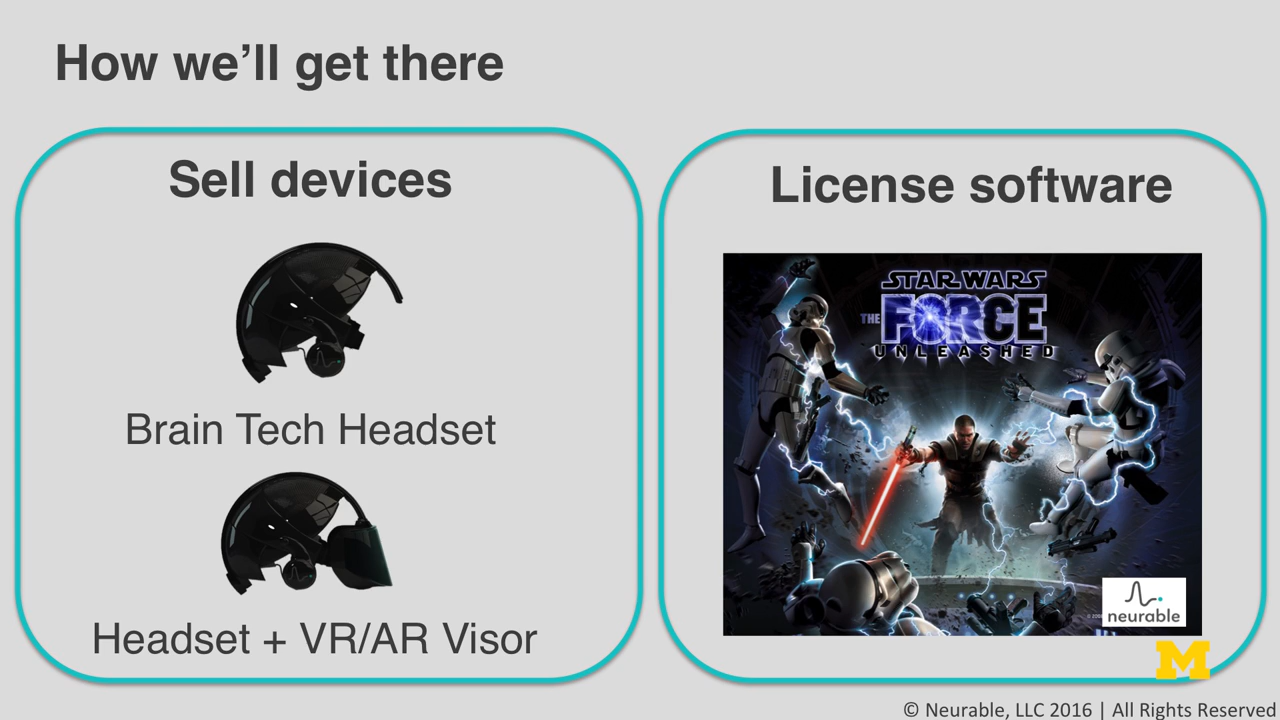 How we’ll get there
Sell devices
Brain Tech Headset
Headset + VR/AR Visor
License software
STAR WARS
THE FORCE
UNLEASHED
neurable
M
© Neurable, LLC 2016 | All Rights Reserved